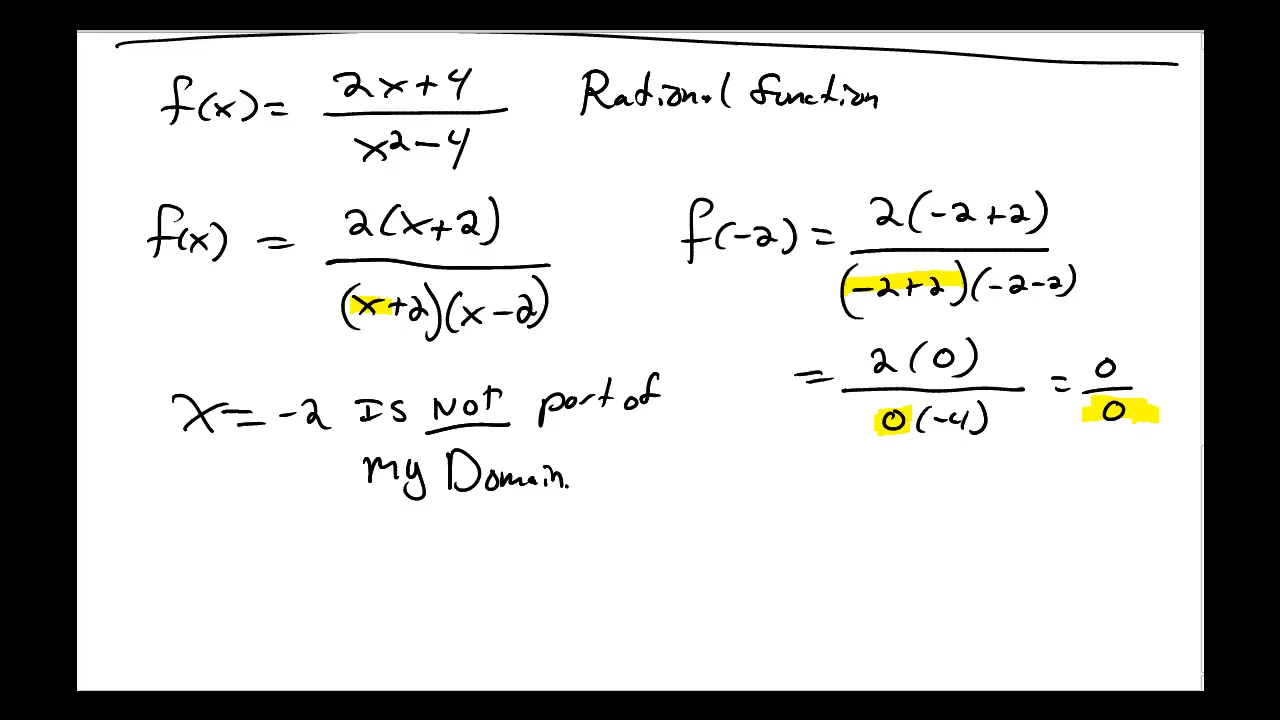 f(x) = (2x+4)/(x² − 4) Rational function
f(x) = 2(x+2)/((x+2)(x−2))
f(−2) = 2(−2+2)/((−2+2)(−2−2))
= 2(0)/(0(−4)) = 0/0
x = −2 Is NOT part of
my Domain.